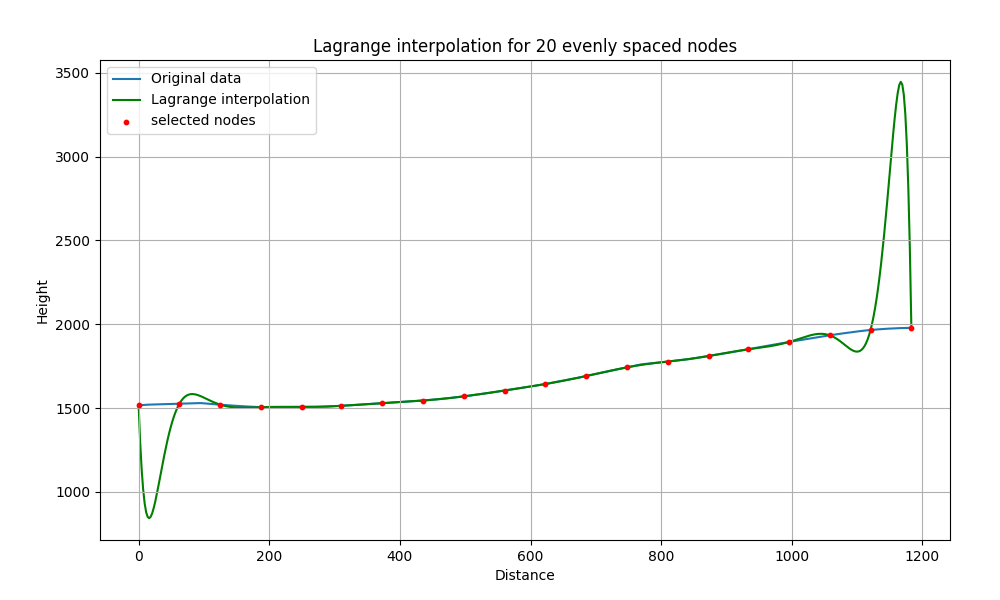 Lagrange interpolation for 20 evenly spaced nodes
Original data
Lagrange interpolation
selected nodes
3500
3000
2500
2000
1500
1000
Height
0
200
400
600
800
1000
1200
Distance